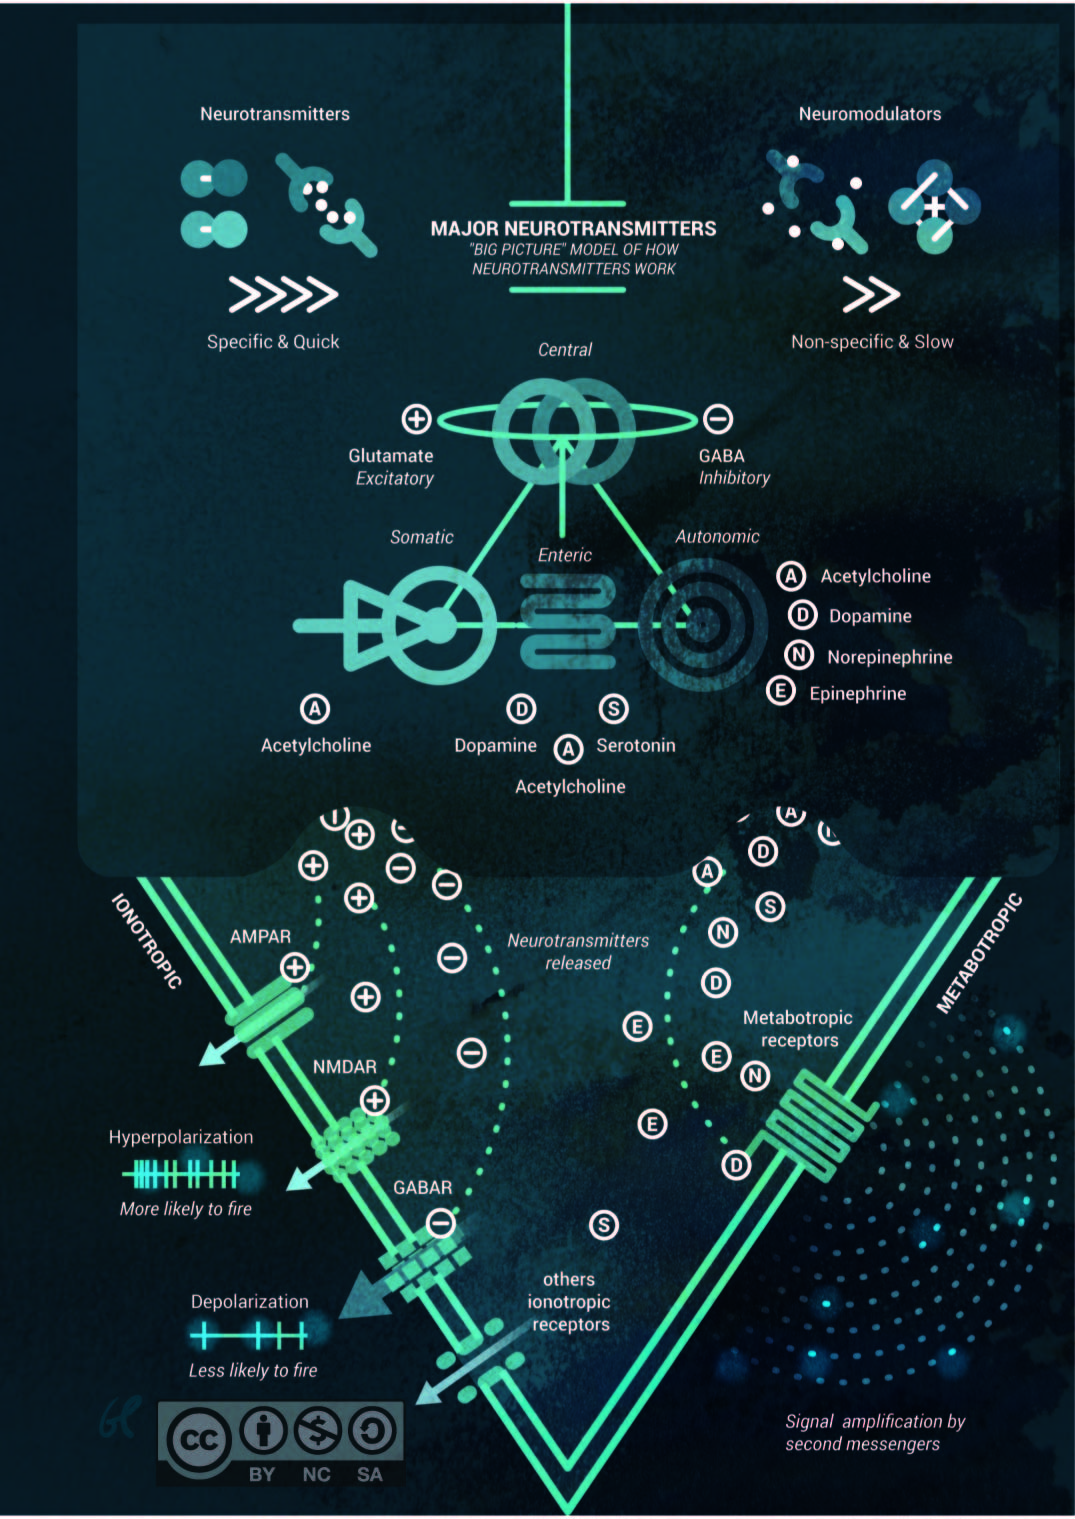 Neurotransmitters
Neuromodulators
MAJOR NEUROTRANSMITTERS
"BIG PICTURE" MODEL OF HOW
NEUROTRANSMITTERS WORK
Specific & Quick
Non-specific & Slow
Central
+
−
Glutamate
Excitatory
GABA
Inhibitory
Somatic
Enteric
Autonomic
A Acetylcholine
D Dopamine
N Norepinephrine
E Epinephrine
A
Acetylcholine
D
Dopamine
S
Serotonin
A
Acetylcholine
IONOTROPIC
METABOTROPIC
AMPAR
Neurotransmitters
released
A
D
A
S
N
D
E
E
N
E
D
S
Metabotropic
receptors
NMDAR
Hyperpolarization
More likely to fire
GABAR
Depolarization
Less likely to fire
others
ionotropic
receptors
Signal amplification by
second messengers
CC
BY NC SA